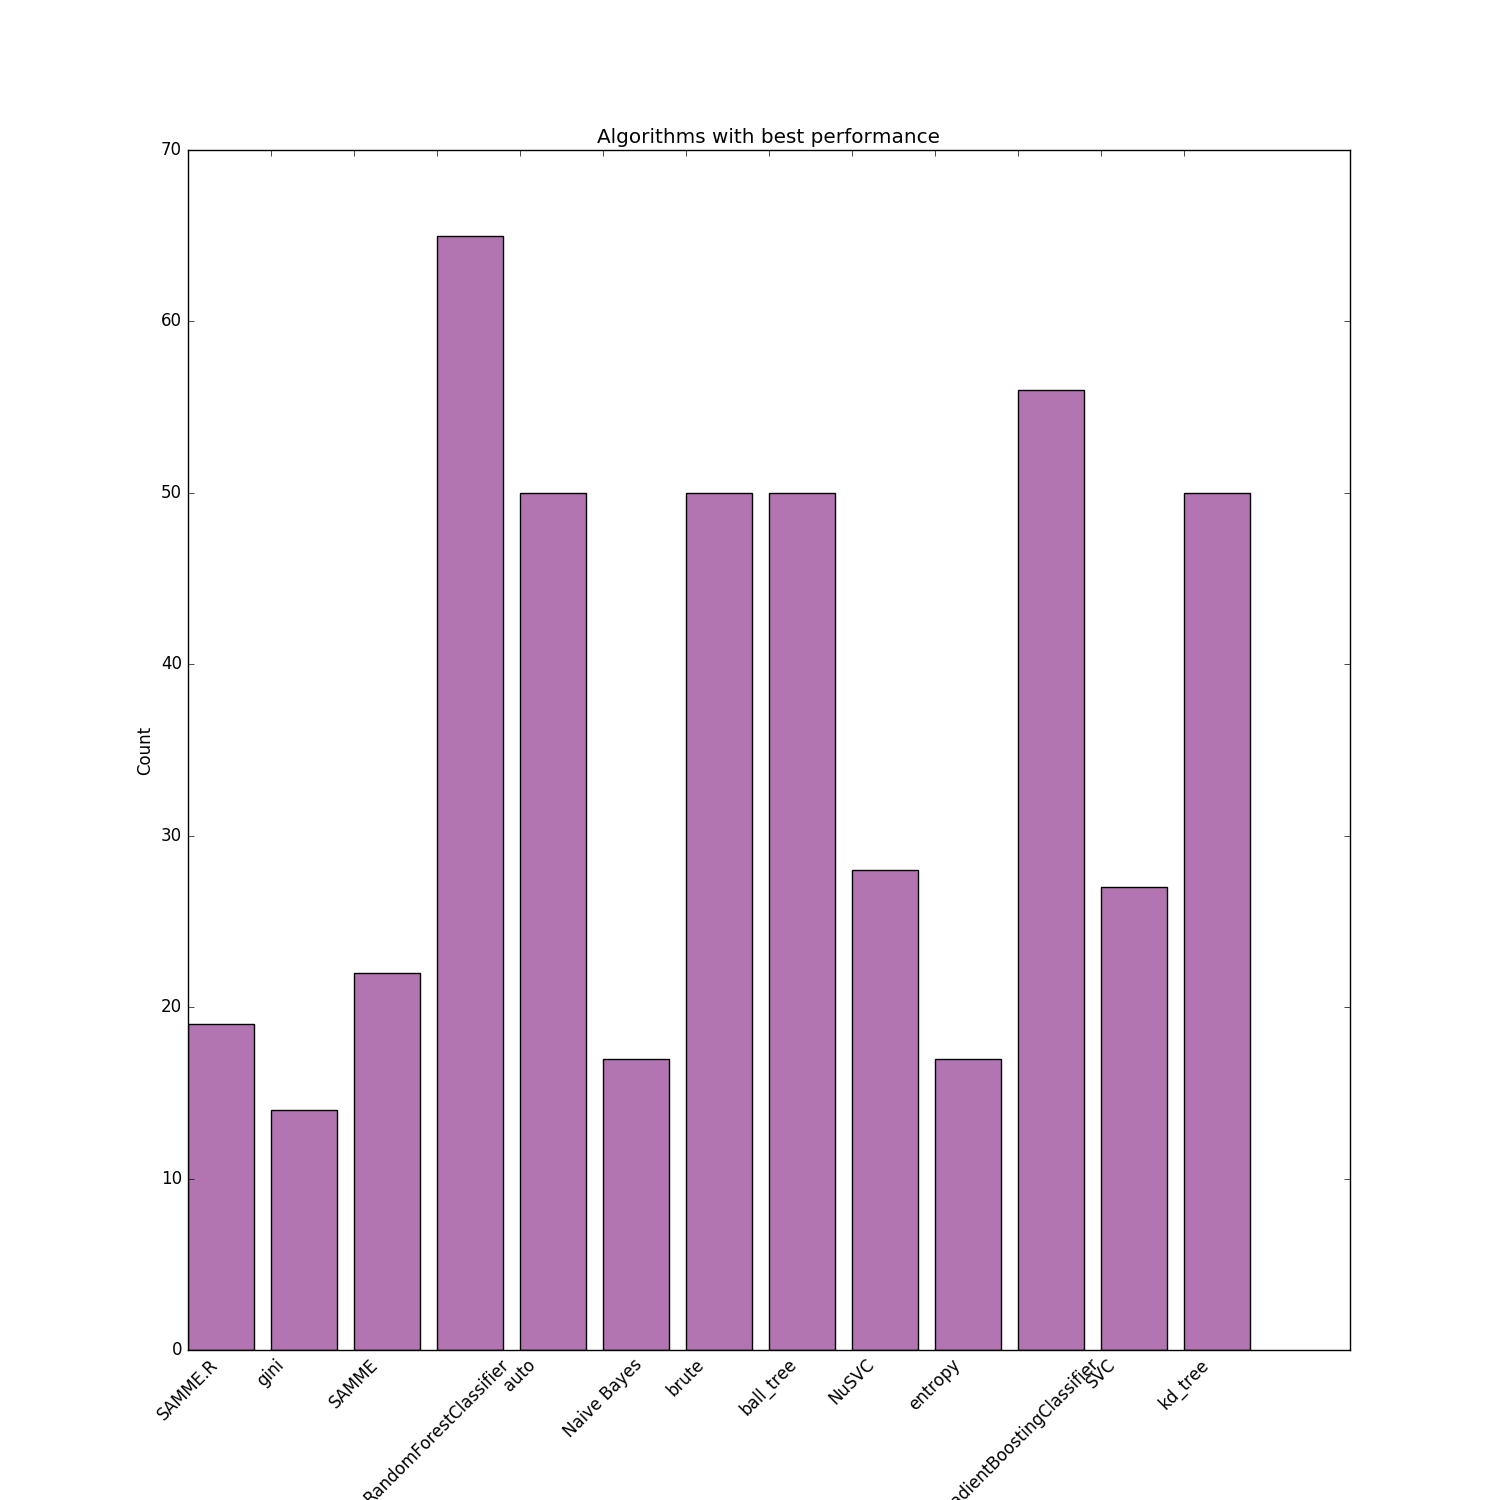 Algorithms with best performance
70
60
50
40
30
20
10
0
Count
SAMME.R
gini
SAMME
RandomForestClassifier
auto
Naive Bayes
brute
ball_tree
NuSVC
entropy
edientBoostingClassifier
SVC
kd_tree